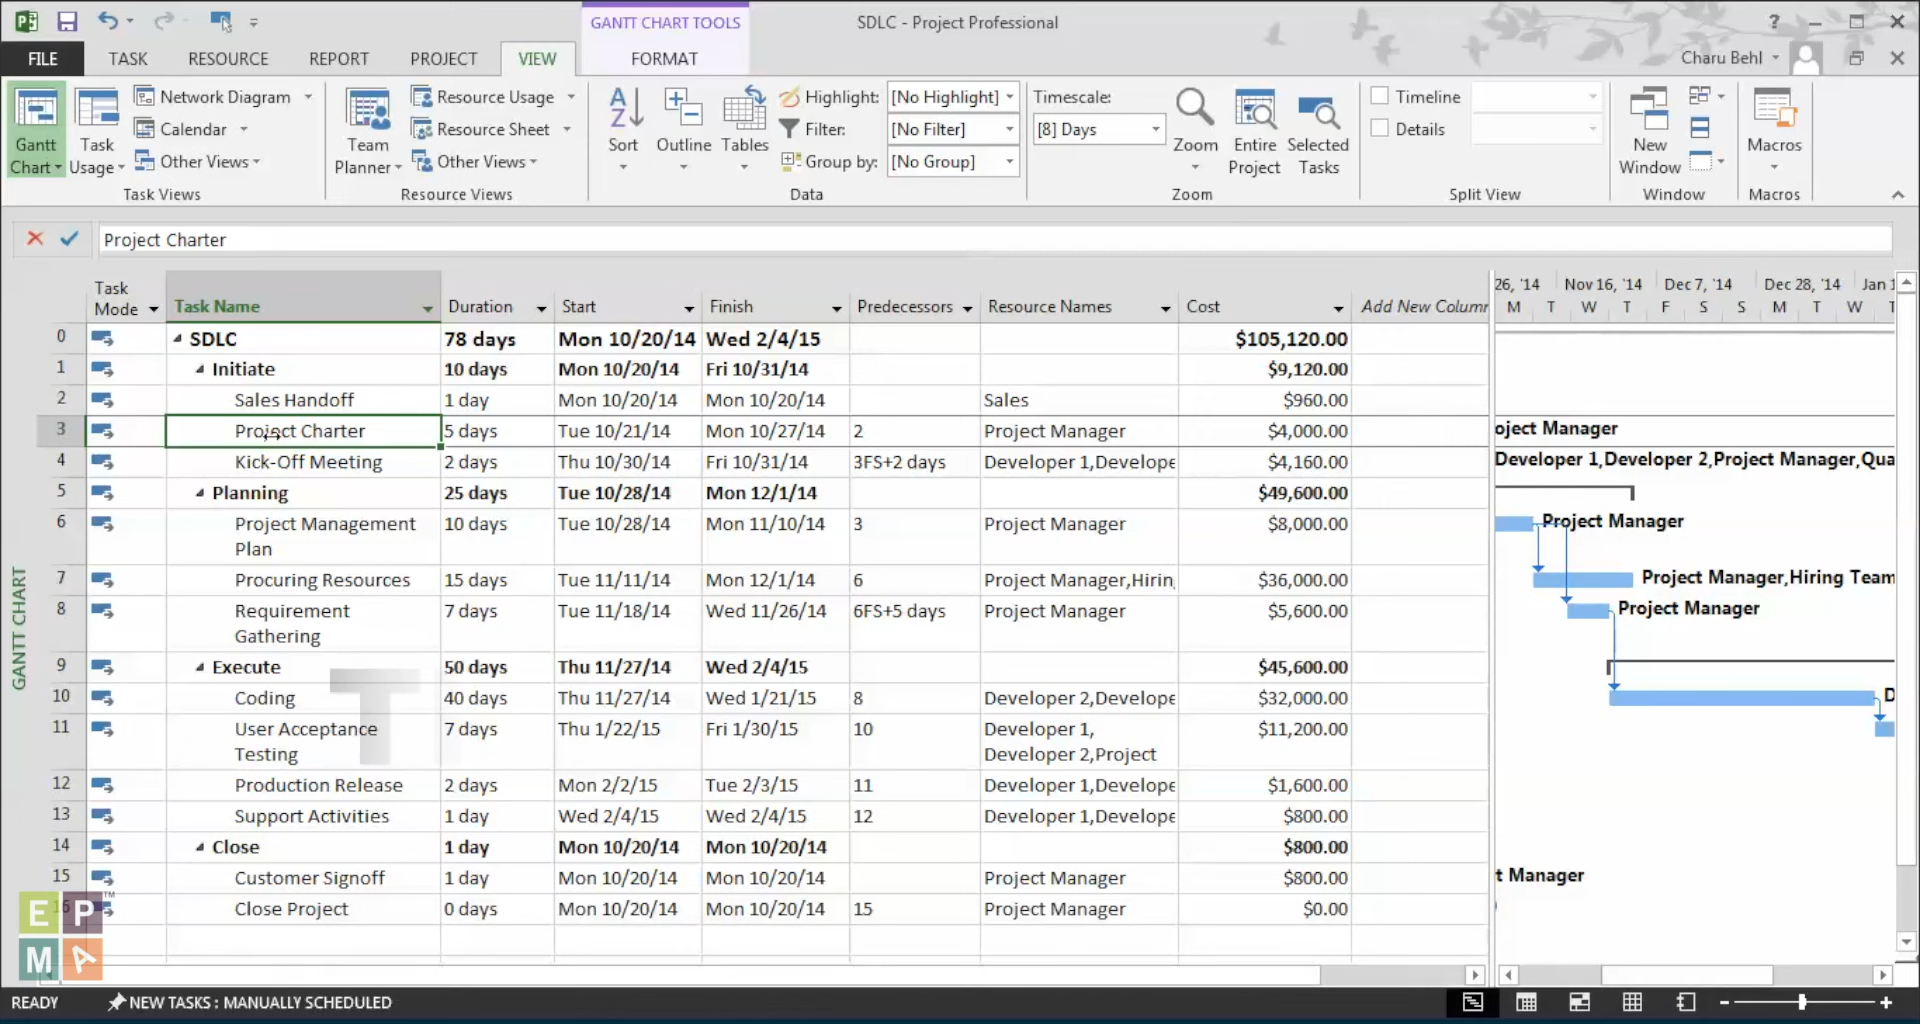 GANTT CHART TOOLS
SDLC - Project Professional
?
FILE TASK RESOURCE REPORT PROJECT VIEW FORMAT
Charu Behl
Gantt Chart
Task Usage
Network Diagram
Calendar
Other Views
Task Views
Team Planner
Resource Usage
Resource Sheet
Other Views
Resource Views
Sort
Outline
Tables
Highlight: [No Highlight]
Filter: [No Filter]
Group by: [No Group]
Data
Timescale:
[8] Days
Zoom
Entire Project
Selected Tasks
Zoom
Timeline
Details
Split View
New Window
Window
Macros
Macros
Project Charter
Task Mode Task Name Duration Start Finish Predecessors Resource Names Cost Add New Column
26, '14 Nov 16, '14 Dec 7, '14 Dec 28, '14 Jan 1
M T W T F S S M T W T
0 SDLC 78 days Mon 10/20/14 Wed 2/4/15 $105,120.00
1 Initiate 10 days Mon 10/20/14 Fri 10/31/14 $9,120.00
2 Sales Handoff 1 day Mon 10/20/14 Mon 10/20/14 Sales $960.00
3 Project Charter 5 days Tue 10/21/14 Mon 10/27/14 2 Project Manager $4,000.00 oject Manager
4 Kick-Off Meeting 2 days Thu 10/30/14 Fri 10/31/14 3FS+2 days Developer 1,Develope $4,160.00 Developer 1,Developer 2,Project Manager,Qua
5 Planning 25 days Tue 10/28/14 Mon 12/1/14 $49,600.00
6 Project Management Plan 10 days Tue 10/28/14 Mon 11/10/14 3 Project Manager $8,000.00 Project Manager
7 Procuring Resources 15 days Tue 11/11/14 Mon 12/1/14 6 Project Manager,Hirin $36,000.00 Project Manager,Hiring Team
8 Requirement Gathering 7 days Tue 11/18/14 Wed 11/26/14 6FS+5 days Project Manager $5,600.00 Project Manager
9 Execute 50 days Thu 11/27/14 Wed 2/4/15 $45,600.00
10 Coding 40 days Thu 11/27/14 Wed 1/21/15 8 Developer 2,Develope $32,000.00 D
11 User Acceptance Testing 7 days Thu 1/22/15 Fri 1/30/15 10 Developer 1, Developer 2,Project $11,200.00
12 Production Release 2 days Mon 2/2/15 Tue 2/3/15 11 Developer 1,Develope $1,600.00
13 Support Activities 1 day Wed 2/4/15 Wed 2/4/15 12 Developer 1,Develope $800.00
14 Close 1 day Mon 10/20/14 Mon 10/20/14 $800.00
15 Customer Signoff 1 day Mon 10/20/14 Mon 10/20/14 Project Manager $800.00 t Manager
16 Close Project 0 days Mon 10/20/14 Mon 10/20/14 15 Project Manager $0.00
GANTT CHART
T
EPMA™
READY NEW TASKS : MANUALLY SCHEDULED